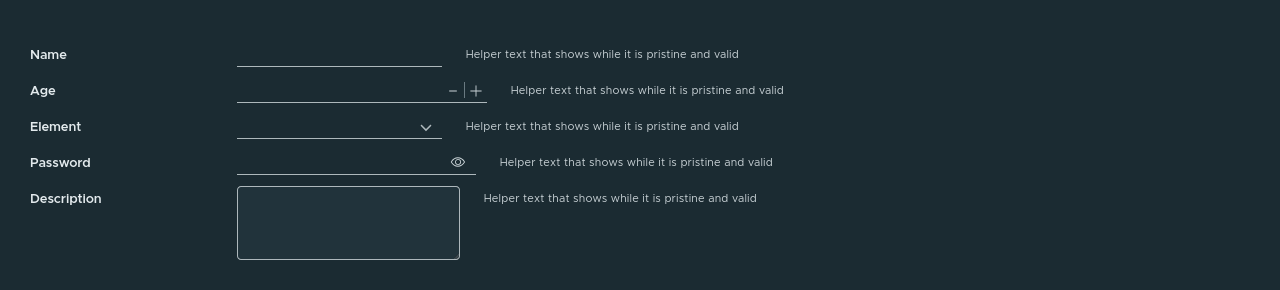 Name Helper text that shows while it is pristine and valid
Age Helper text that shows while it is pristine and valid
Element Helper text that shows while it is pristine and valid
Password Helper text that shows while it is pristine and valid
Description Helper text that shows while it is pristine and valid